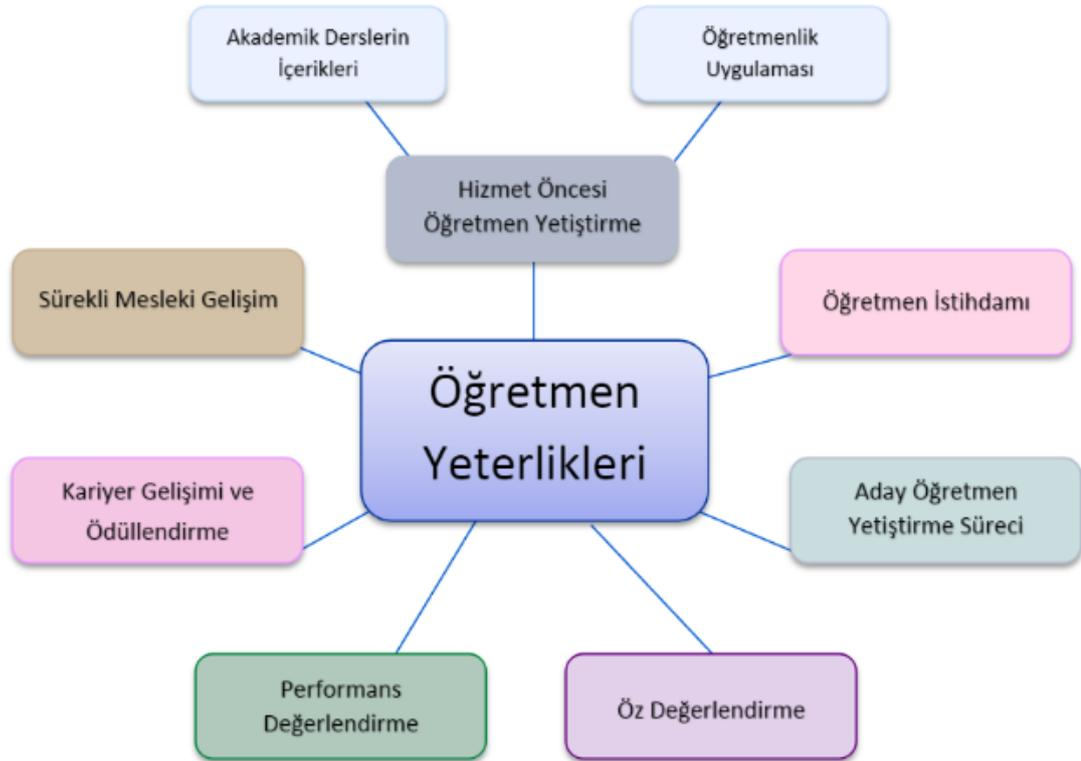 Akademik Derslerin
İçerikleri
Öğretmenlik
Uygulaması
Hizmet Öncesi
Öğretmen Yetiştirme
Sürekli Mesleki Gelişim
Öğretmen İstihdamı
Öğretmen
Yeterlikleri
Kariyer Gelişimi ve
Ödüllendirme
Aday Öğretmen
Yetiştirme Süreci
Performans
Değerlendirme
Öz Değerlendirme